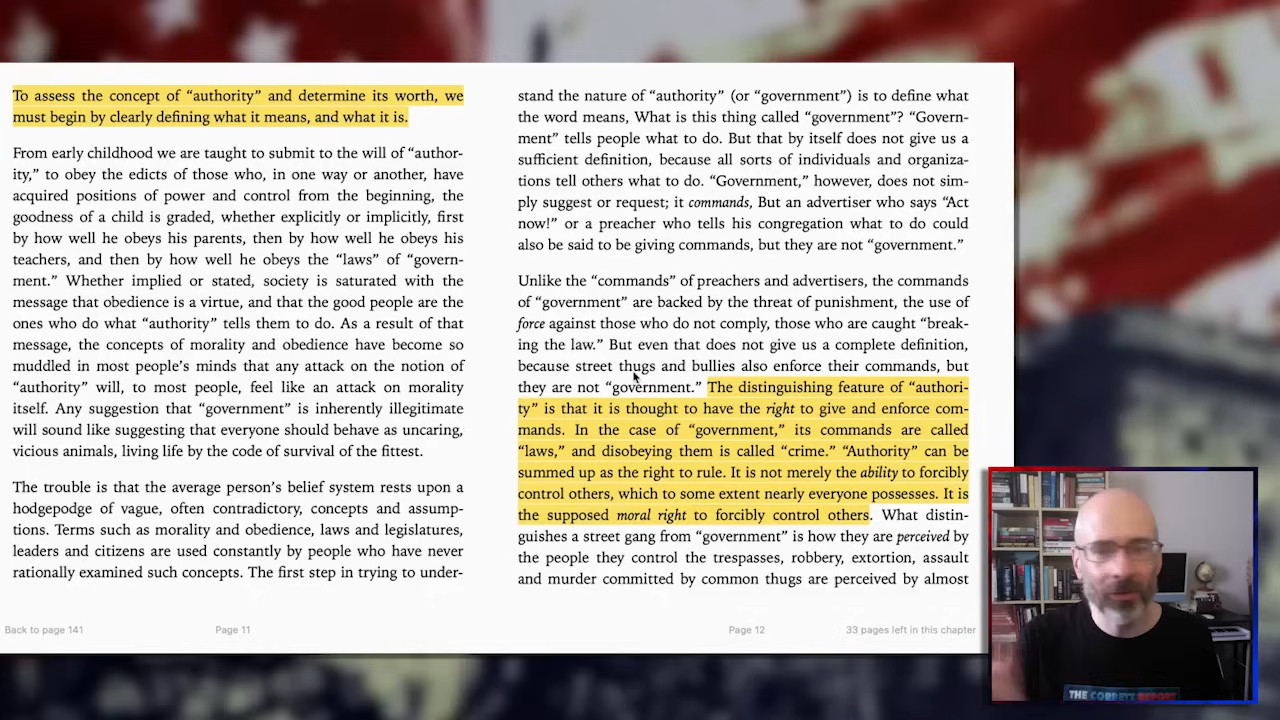 To assess the concept of “authority” and determine its worth, we
must begin by clearly defining what it means, and what it is.
From early childhood we are taught to submit to the will of “author-
ity,” to obey the edicts of those who, in one way or another, have
acquired positions of power and control from the beginning, the
goodness of a child is graded, whether explicitly or implicitly, first
by how well he obeys his parents, then by how well he obeys his
teachers, and then by how well he obeys the “laws” of “govern-
ment.” Whether implied or stated, society is saturated with the
message that obedience is a virtue, and that the good people are the
ones who do what “authority” tells them to do. As a result of that
message, the concepts of morality and obedience have become so
muddled in most people’s minds that any attack on the notion of
“authority” will, to most people, feel like an attack on morality
itself. Any suggestion that “government” is inherently illegitimate
will sound like suggesting that everyone should behave as uncaring,
vicious animals, living life by the code of survival of the fittest.
The trouble is that the average person’s belief system rests upon a
hodgepodge of vague, often contradictory, concepts and assump-
tions. Terms such as morality and obedience, laws and legislatures,
leaders and citizens are used constantly by people who have never
rationally examined such concepts. The first step in trying to under-
Back to page 141
Page 11
stand the nature of “authority” (or “government”) is to define what
the word means, What is this thing called “government”? “Govern-
ment” tells people what to do. But that by itself does not give us a
sufficient definition, because all sorts of individuals and organiza-
tions tell others what to do. “Government,” however, does not sim-
ply suggest or request; it commands, But an advertiser who says “Act
now!” or a preacher who tells his congregation what to do could
also be said to be giving commands, but they are not “government.”
Unlike the “commands” of preachers and advertisers, the commands
of “government” are backed by the threat of punishment, the use of
force against those who do not comply, those who are caught “break-
ing the law.” But even that does not give us a complete definition,
because street thugs and bullies also enforce their commands, but
they are not “government.” The distinguishing feature of “authori-
ty” is that it is thought to have the right to give and enforce com-
mands. In the case of “government,” its commands are called
“laws,” and disobeying them is called “crime.” “Authority” can be
summed up as the right to rule. It is not merely the ability to forcibly
control others, which to some extent nearly everyone possesses. It is
the supposed moral right to forcibly control others. What distin-
guishes a street gang from “government” is how they are perceived by
the people they control the trespasses, robbery, extortion, assault
and murder committed by common thugs are perceived by almost
Page 12
33 pages left in this chapter
THE CORBETT REPORT